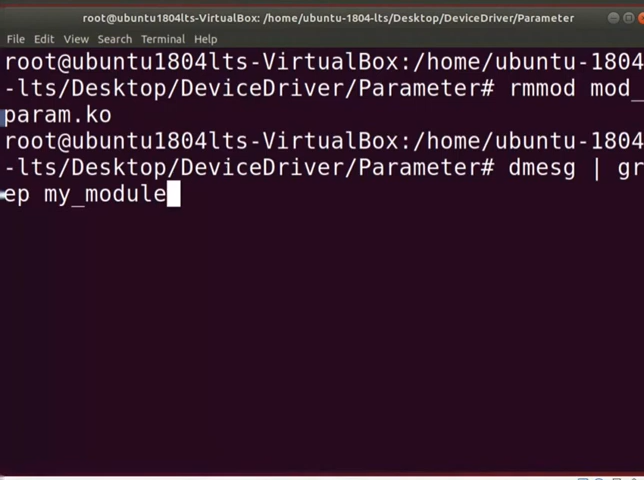 root@ubuntu1804lts-VirtualBox: /home/ubuntu-1804-lts/Desktop/DeviceDriver/Parameter
File Edit View Search Terminal Help
root@ubuntu1804lts-VirtualBox:/home/ubuntu-1804
-lts/Desktop/DeviceDriver/Parameter# rmmod mod_
param.ko
root@ubuntu1804lts-VirtualBox:/home/ubuntu-1804
-lts/Desktop/DeviceDriver/Parameter# dmesg | gr
ep my_module